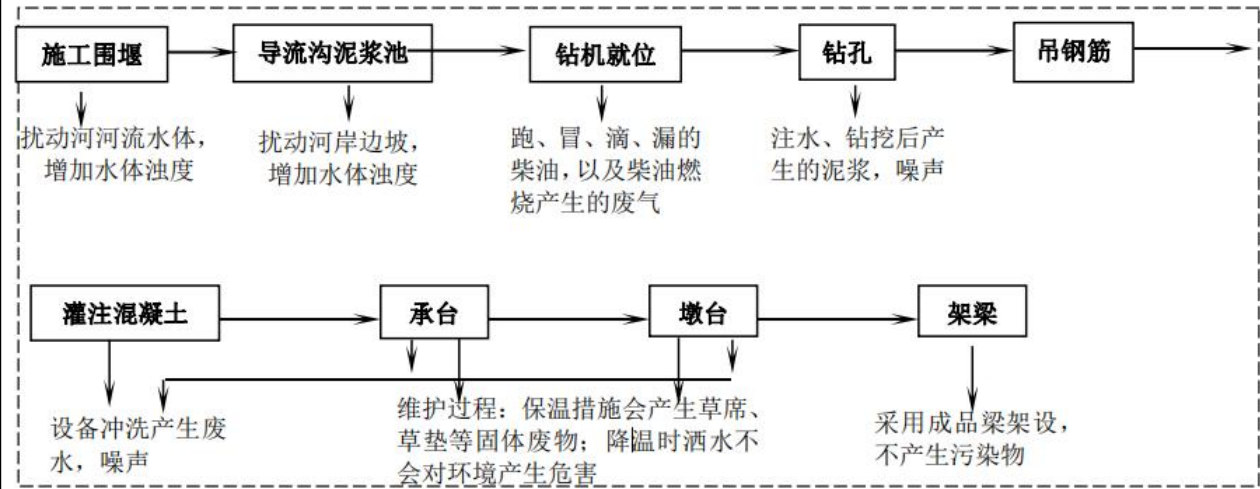 施工围堰
导流沟泥浆池
钻机就位
钻孔
吊钢筋
扰动河河流水体，
增加水体浊度
扰动河岸边坡，
增加水体浊度
跑、冒、滴、漏的
柴油，以及柴油燃
烧产生的废气
注水、钻挖后产
生的泥浆，噪声
灌注混凝土
承台
墩台
架梁
设备冲洗产生废
水，噪声
维护过程：保温措施会产生草席、
草垫等固体废物；降温时洒水不
会对环境产生危害
采用成品梁架设，
不产生污染物